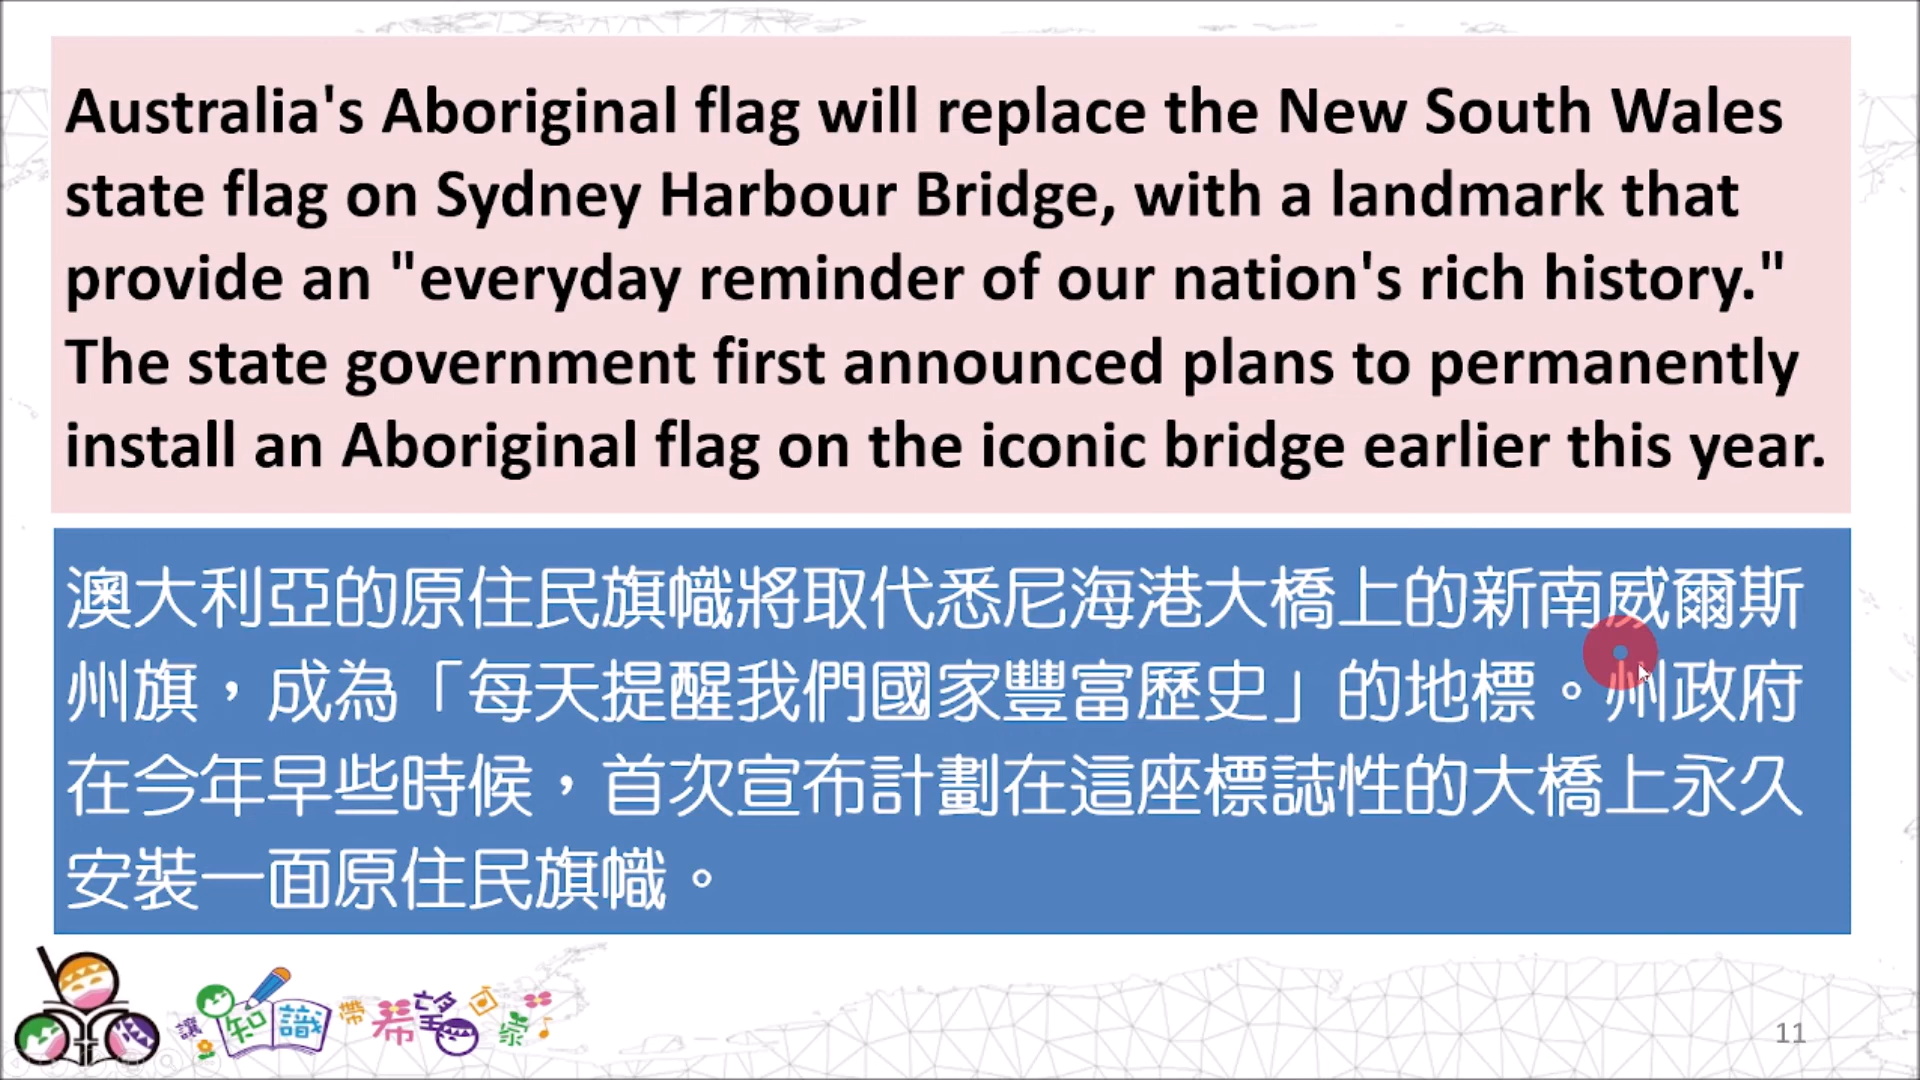 Australia's Aboriginal flag will replace the New South Wales
state flag on Sydney Harbour Bridge, with a landmark that
provide an "everyday reminder of our nation's rich history."
The state government first announced plans to permanently
install an Aboriginal flag on the iconic bridge earlier this year.
澳大利亞的原住民旗幟將取代悉尼海港大橋上的新南威爾斯
州旗，成為「每天提醒我們國家豐富歷史」的地標。州政府
在今年早些時候，首次宣布計劃在這座標誌性的大橋上永久
安裝一面原住民旗幟。
讓知識帶希望回家
11